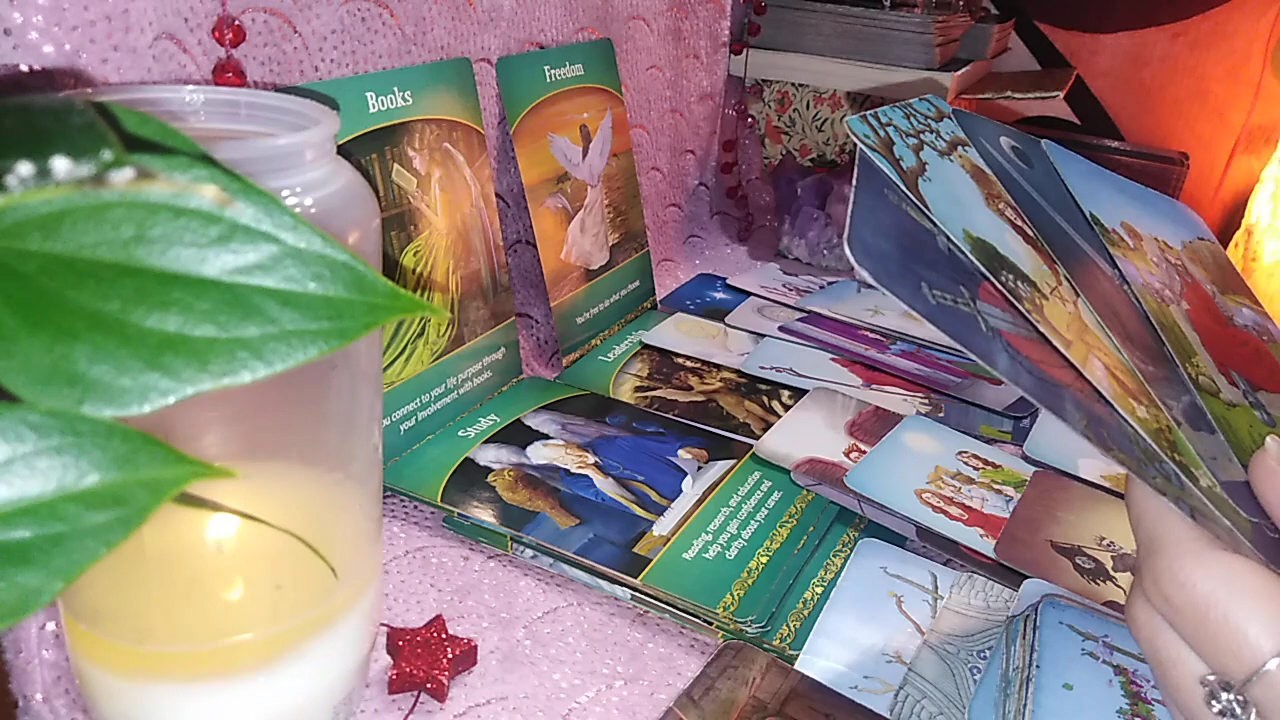 Books
ou connect to your life purpose through
your involvement with books.
Freedom
You're free to do what you choose.
Leadership
Study
Reading, research, and education
help you gain confidence and
clarity about your career.